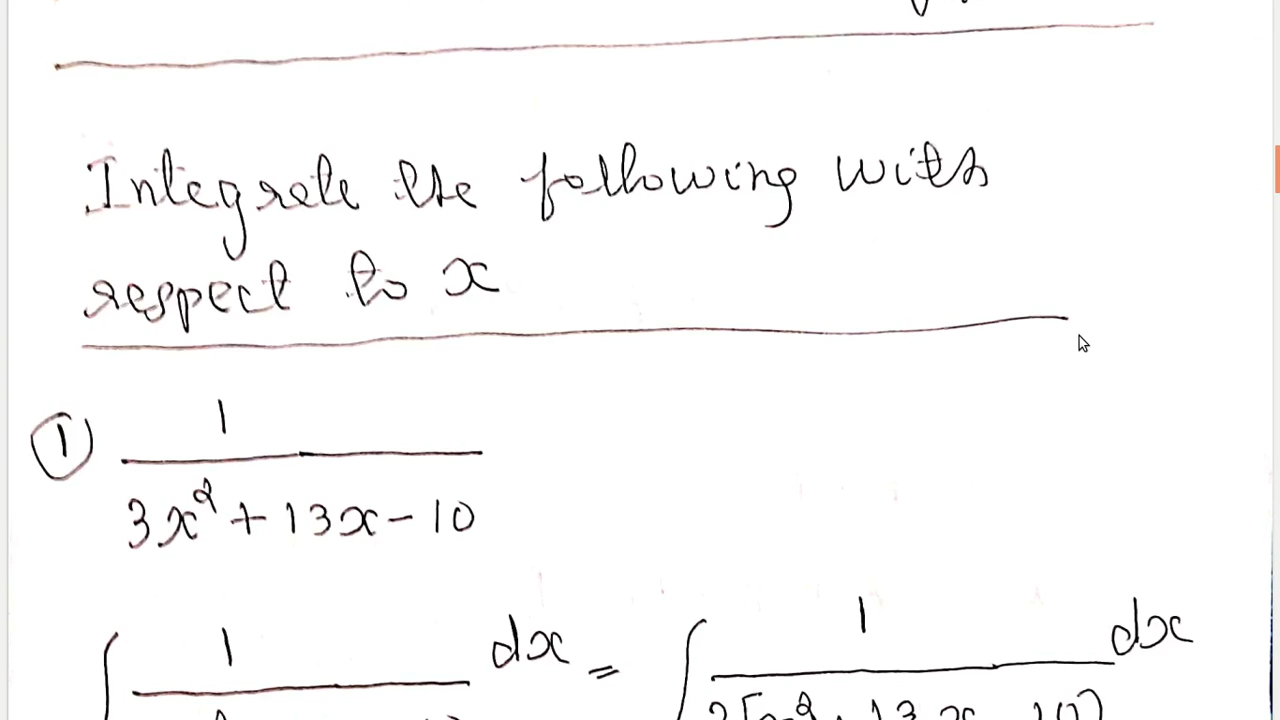 Integrate the following with
respect to x
① 1
3x² + 13x - 10
∫ 1 dx = ∫ 1 dx